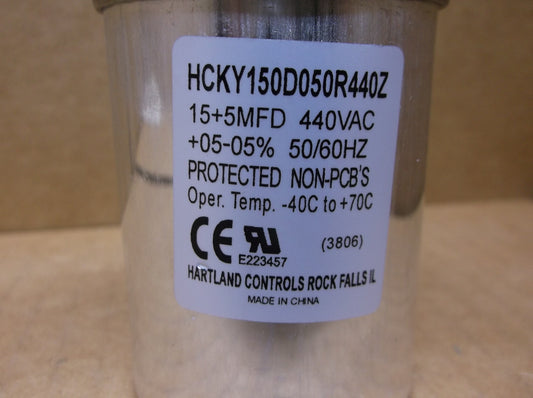 HCKY150D050R440Z
15+5MFD 440VAC
+05-05% 50/60HZ
PROTECTED NON-PCB'S
Oper. Temp. -40C to +70C
CE RU (3806)
E223457
HARTLAND CONTROLS ROCK FALLS IL
MADE IN CHINA